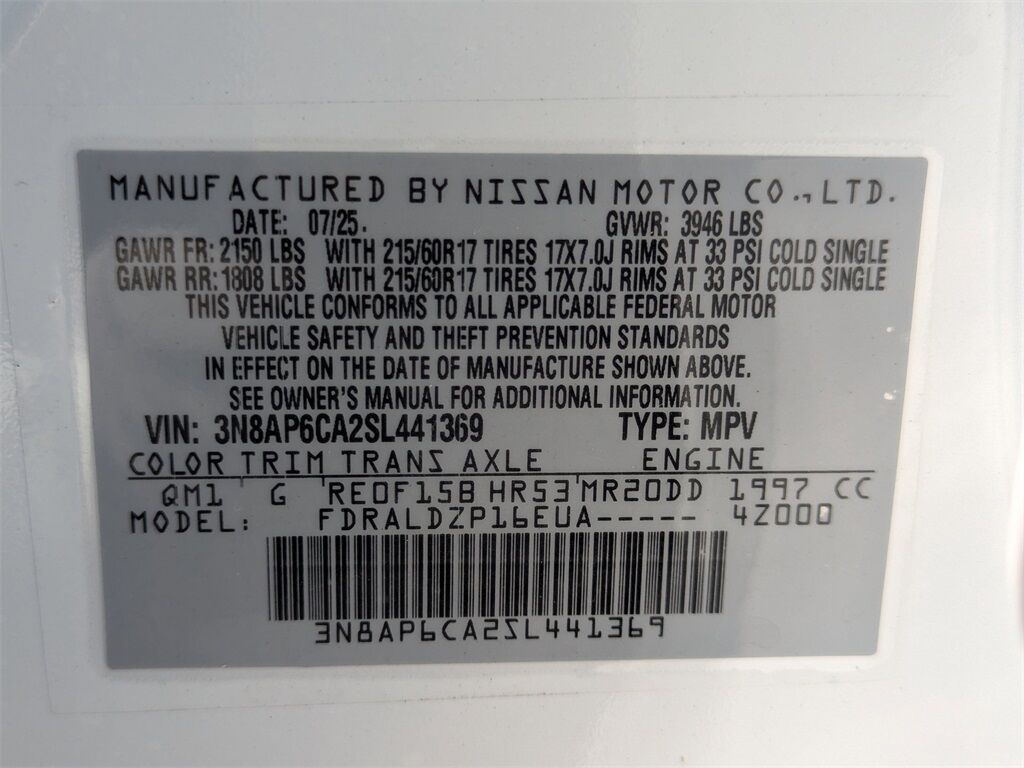 MANUFACTURED BY NISSAN MOTOR CO., LTD.
DATE: 07/25. GVWR: 3946 LBS
GAWR FR: 2150 LBS WITH 215/60R17 TIRES 17X7.0J RIMS AT 33 PSI COLD SINGLE
GAWR RR: 1808 LBS WITH 215/60R17 TIRES 17X7.0J RIMS AT 33 PSI COLD SINGLE
THIS VEHICLE CONFORMS TO ALL APPLICABLE FEDERAL MOTOR
VEHICLE SAFETY AND THEFT PREVENTION STANDARDS
IN EFFECT ON THE DATE OF MANUFACTURE SHOWN ABOVE.
SEE OWNER'S MANUAL FOR ADDITIONAL INFORMATION.
VIN: 3N8AP6CA2SL441369 TYPE: MPV
COLOR TRIM TRANS AXLE ENGINE
QM1 G RE0F15B HR53 MR20DD 1997 CC
MODEL: FDRALDZP16EUA----- 4Z000
3N8AP6CA2SL441369